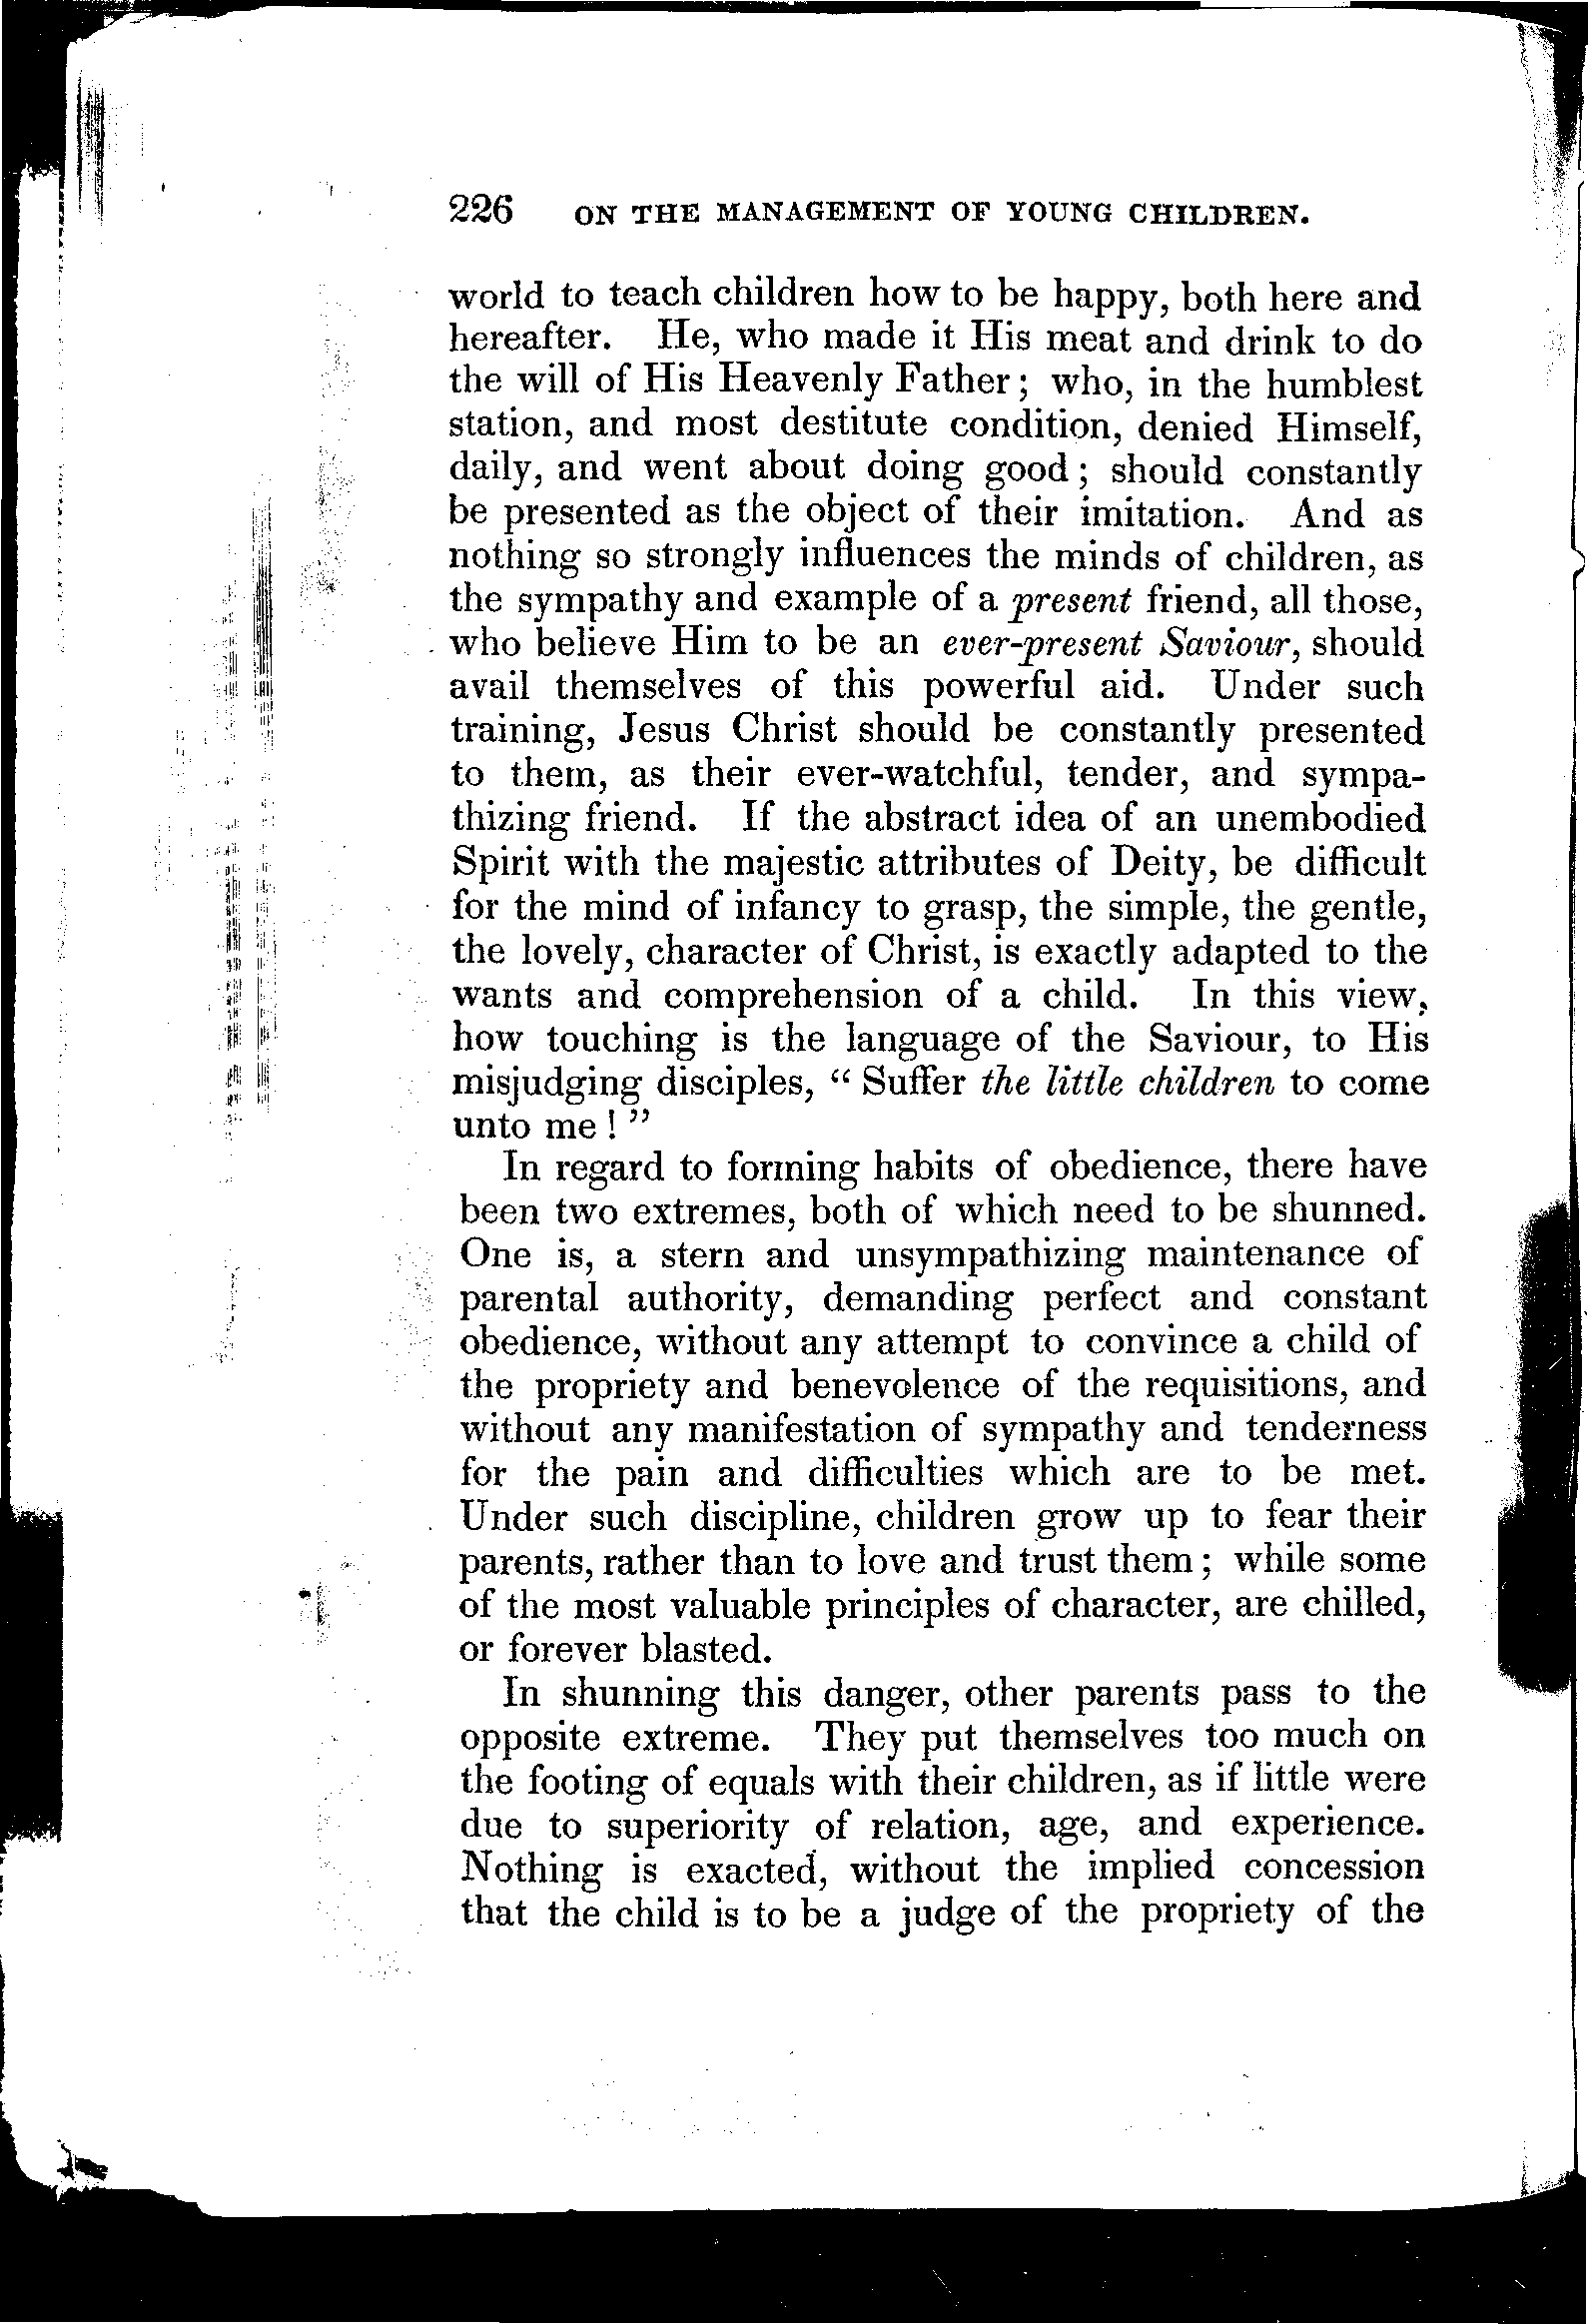 226 ON THE MANAGEMENT OF YOUNG CHILDREN.
world to teach children how to be happy, both here and
hereafter. He, who made it His meat and drink to do
the will of His Heavenly Father; who, in the humblest
station, and most destitute condition, denied Himself,
daily, and went about doing good; should constantly
be presented as the object of their imitation. And as
nothing so strongly influences the minds of children, as
the sympathy and example of a present friend, all those,
who believe Him to be an ever-present Saviour, should
avail themselves of this powerful aid. Under such
training, Jesus Christ should be constantly presented
to them, as their ever-watchful, tender, and sympa-
thizing friend. If the abstract idea of an unembodied
Spirit with the majestic attributes of Deity, be difficult
for the mind of infancy to grasp, the simple, the gentle,
the lovely, character of Christ, is exactly adapted to the
wants and comprehension of a child. In this view,
how touching is the language of the Saviour, to His
misjudging disciples, “ Suffer the little children to come
unto me ! ”
In regard to forming habits of obedience, there have
been two extremes, both of which need to be shunned.
One is, a stern and unsympathizing maintenance of
parental authority, demanding perfect and constant
obedience, without any attempt to convince a child of
the propriety and benevolence of the requisitions, and
without any manifestation of sympathy and tenderness
for the pain and difficulties which are to be met.
Under such discipline, children grow up to fear their
parents, rather than to love and trust them; while some
of the most valuable principles of character, are chilled,
or forever blasted.
In shunning this danger, other parents pass to the
opposite extreme. They put themselves too much on
the footing of equals with their children, as if little were
due to superiority of relation, age, and experience.
Nothing is exacted, without the implied concession
that the child is to be a judge of the propriety of the